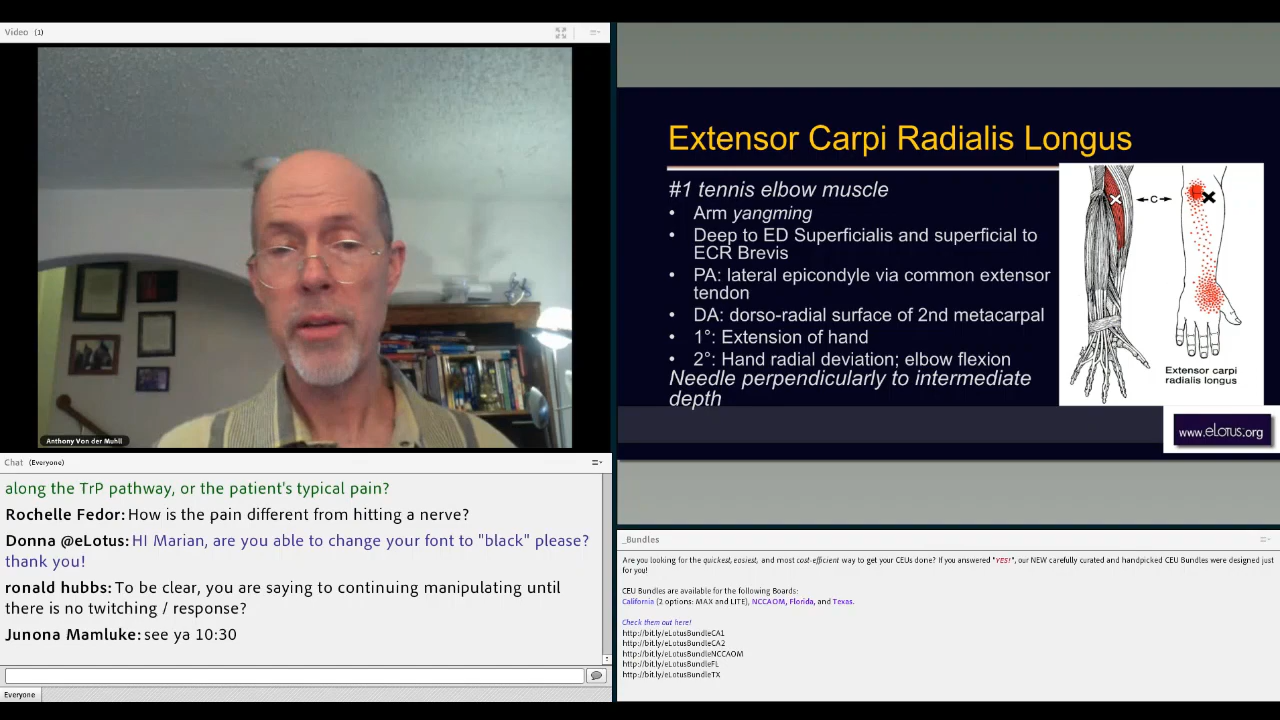 Video (1)
Anthony Von der Muhll
Extensor Carpi Radialis Longus
#1 tennis elbow muscle
• Arm yangming
• Deep to ED Superficialis and superficial to
ECR Brevis
• PA: lateral epicondyle via common extensor
tendon
• DA: dorso-radial surface of 2nd metacarpal
• 1°: Extension of hand
• 2°: Hand radial deviation; elbow flexion
Needle perpendicularly to intermediate
depth
C
Extensor carpi
radialis longus
www.eLotus.org
Chat (Everyone)
along the TrP pathway, or the patient's typical pain?
Rochelle Fedor: How is the pain different from hitting a nerve?
Donna @eLotus: HI Marian, are you able to change your font to "black" please?
thank you!
ronald hubbs: To be clear, you are saying to continuing manipulating until
there is no twitching / response?
Junona Mamluke: see ya 10:30
Everyone
_Bundles
Are you looking for the quickest, easiest, and most cost-efficient way to get your CEUs done? If you answered "YES!", our NEW carefully curated and handpicked CEU Bundles were designed just
for you!
CEU Bundles are available for the following Boards:
California (2 options: MAX and LITE), NCCAOM, Florida, and Texas.
Check them out here!
http://bit.ly/eLotusBundleCA1
http://bit.ly/eLotusBundleCA2
http://bit.ly/eLotusBundleNCCAOM
http://bit.ly/eLotusBundleFL
http://bit.ly/eLotusBundleTX